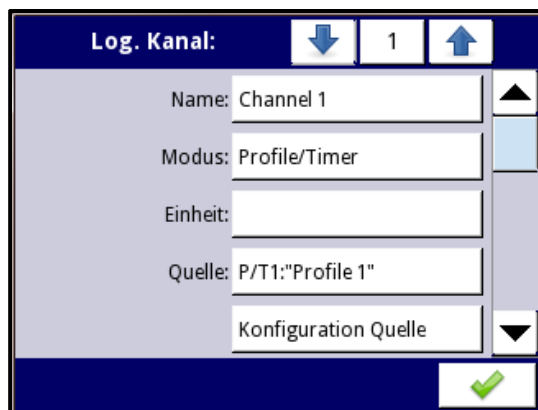 Log. Kanal: 1
Name: Channel 1
Modus: Profile/Timer
Einheit:
Quelle: P/T1:"Profile 1"
Konfiguration Quelle